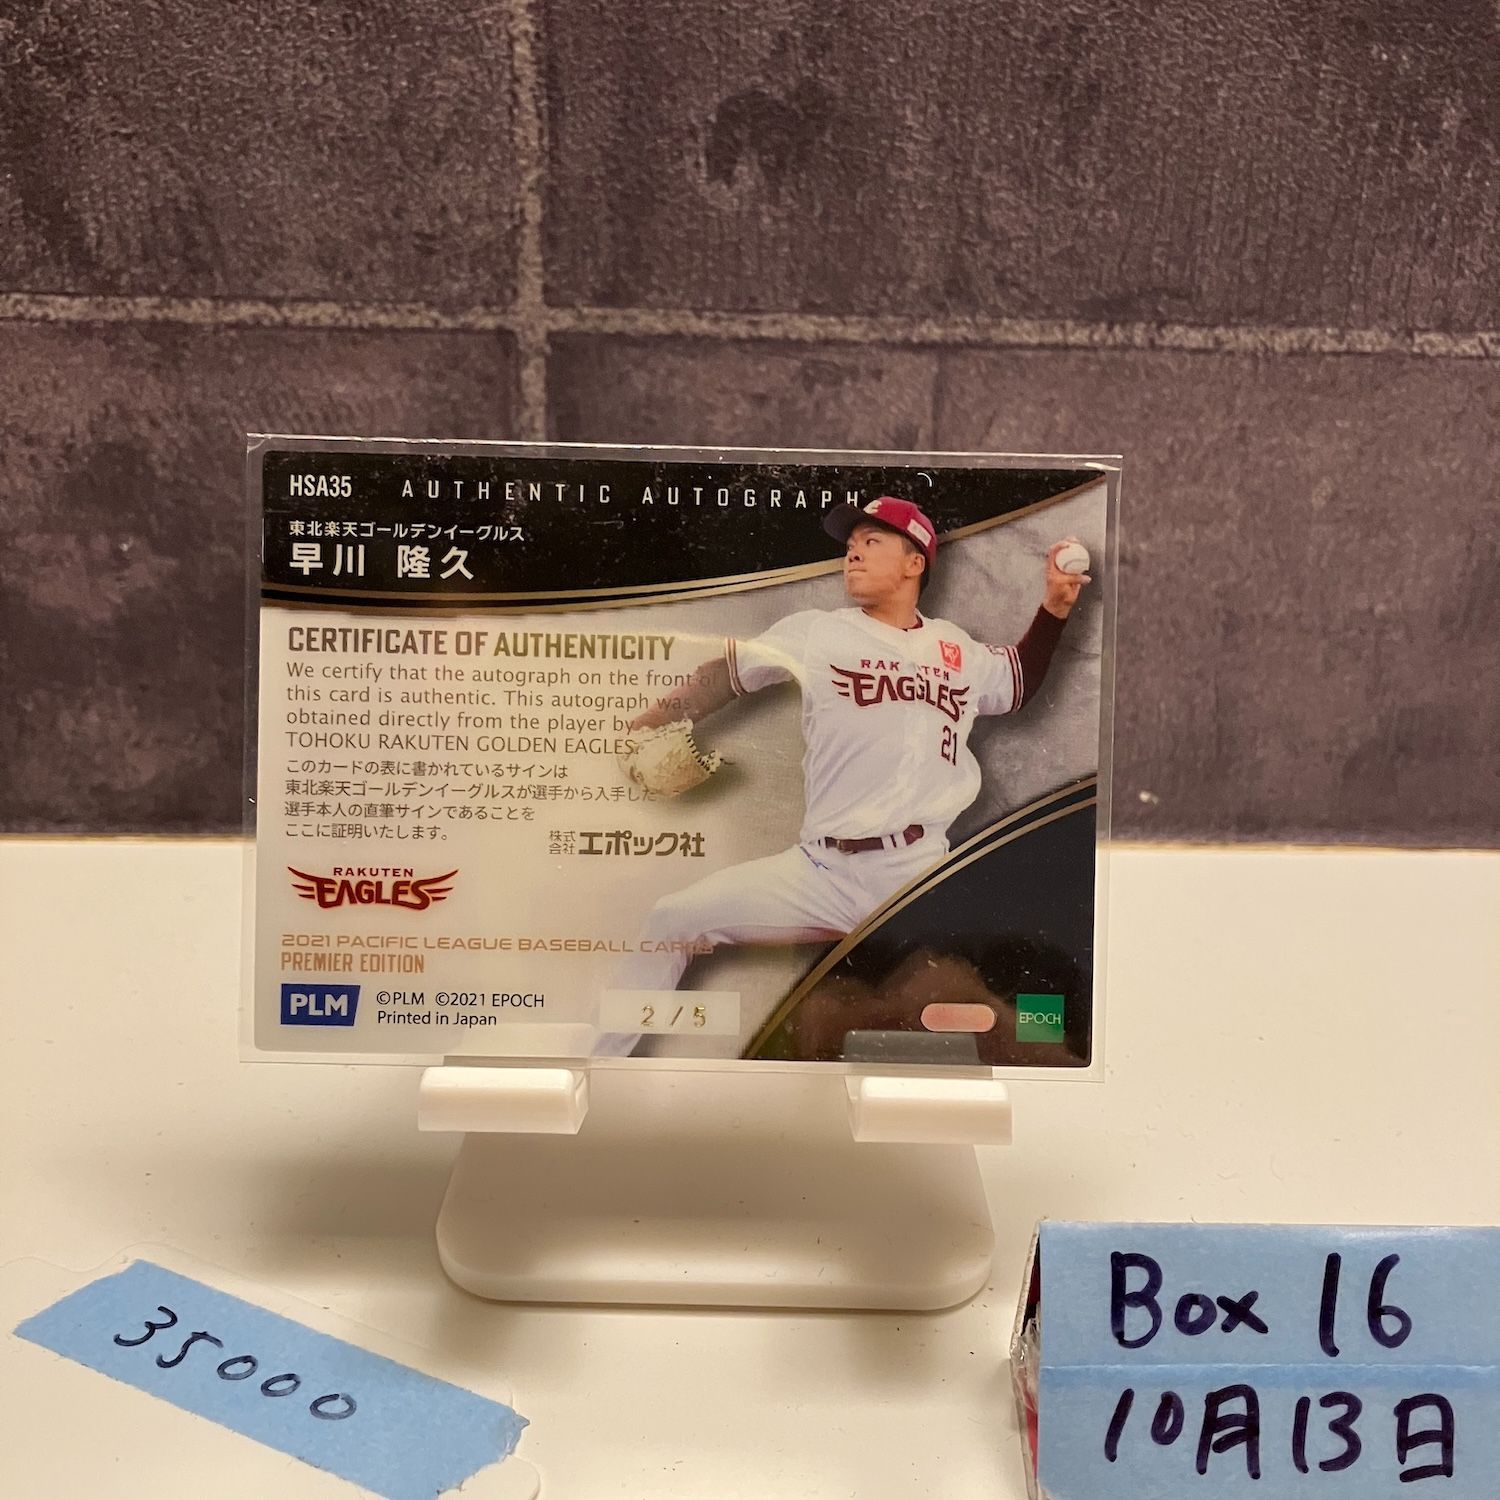 HSA35 AUTHENTIC AUTOGRAPH
東北楽天ゴールデンイーグルス
早川 隆久
CERTIFICATE OF AUTHENTICITY
We certify that the autograph on the front of
this card is authentic. This autograph was
obtained directly from the player by
TOHOKU RAKUTEN GOLDEN EAGLES.
このカードの表に書かれているサインは
東北楽天ゴールデンイーグルスが選手から入手した
選手本人の直筆サインであることを
ここに証明いたします。
株式会社エポック社
RAKUTEN
EAGLES
RAKUTEN
EAGLES
21
2021 PACIFIC LEAGUE BASEBALL CARDS
PREMIER EDITION
PLM
©PLM ©2021 EPOCH
Printed in Japan
2 / 5
EPOCH
35000
Box 16
10月13日